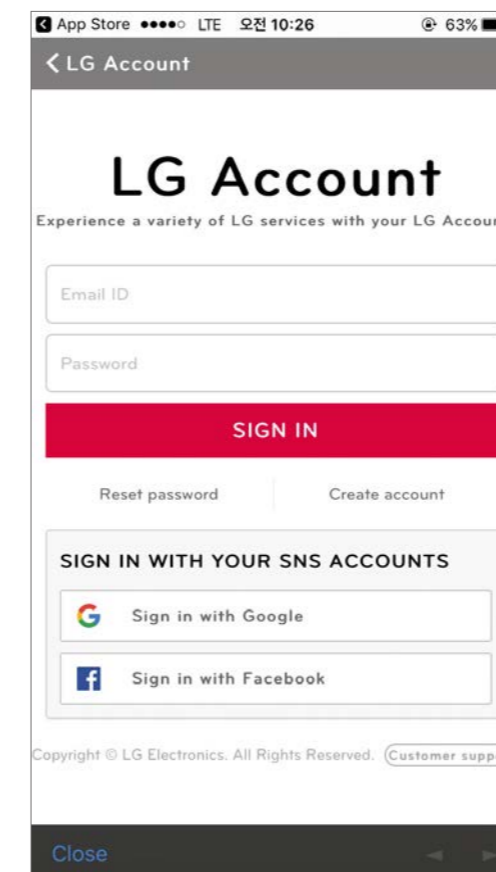 App Store LTE 오전 10:26 63%
LG Account
LG Account
Experience a variety of LG services with your LG Accou
Email ID
Password
SIGN IN
Reset password Create account
SIGN IN WITH YOUR SNS ACCOUNTS
Sign in with Google
Sign in with Facebook
Copyright © LG Electronics. All Rights Reserved. Customer supp
Close